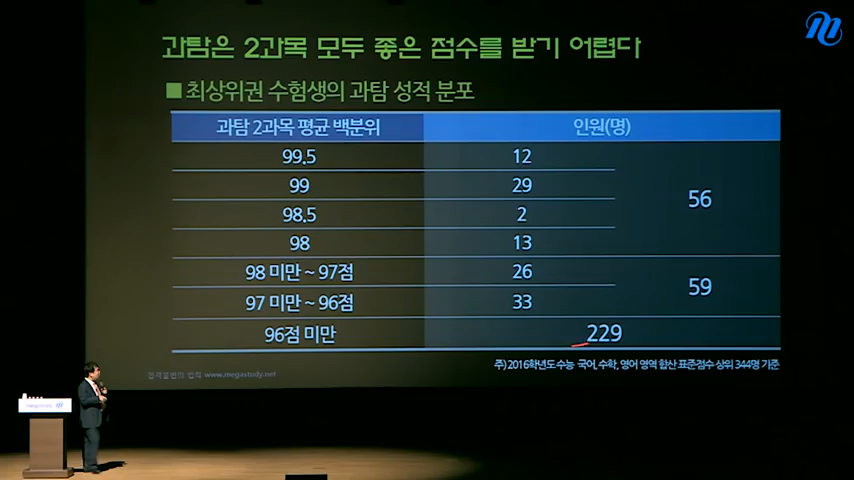 과탐은 2과목 모두 좋은 점수를 받기 어렵다
■ 최상위권 수험생의 과탐 성적 분포
과탐 2과목 평균 백분위 인원(명)
99.5 12
99 29
98.5 2
98 13
56
98 미만 ~ 97점 26
97 미만 ~ 96점 33
59
96점 미만 229
주) 2016학년도 수능 국어, 수학, 영어 영역 합산 표준점수 상위 344명 기준
www.megastudy.net
megastudy